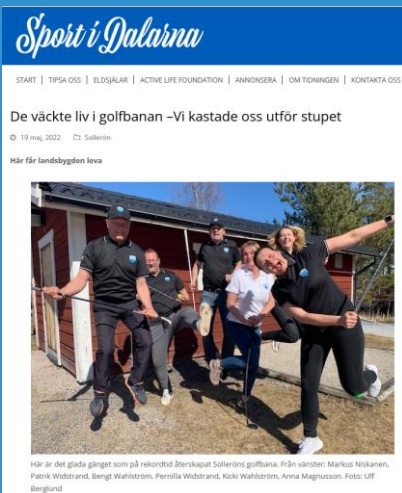 Sport i Dalarna
START | TIPSA OSS | ELDSJÄLAR | ACTIVE LIFE FOUNDATION | ANNONSERA | OM TIDNINGEN | KONTAKTA OSS
De väckte liv i golfbanan –Vi kastade oss utför stupet
19 maj, 2022 Sollerön
Här får landsbygden leva
Här är det glada gänget som på rekordtid återskapat Solleröns golfbana. Från vänster: Markus Niskanen,
Patrik Widstrand, Bengt Wahlström, Pernilla Widstrand, Kicki Wahlström, Anna Magnusson. Foto: Ulf
Berglund